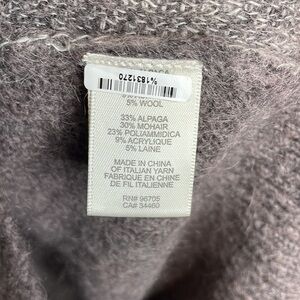 %1831270
5% WOOL
33% ALPAGA
30% MOHAIR
23% POLIAMMIDICA
9% ACRYLIQUE
5% LAINE
MADE IN CHINA
OF ITALIAN YARN
FABRIQUE EN CHINE
DE FIL ITALIENNE
RN# 96705
CA# 34460